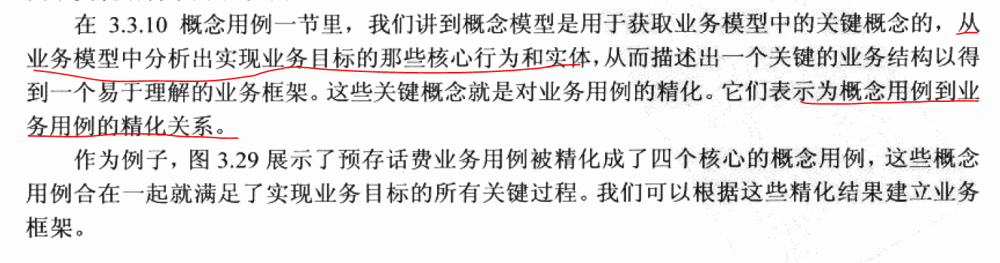 在 3.3.10 概念用例一节里，我们讲到概念模型是用于获取业务模型中的关键概念的，从
业务模型中分析出实现业务目标的那些核心行为和实体，从而描述出一个关键的业务结构以得
到一个易于理解的业务框架。这些关键概念就是对业务用例的精化。它们表示为概念用例到业
务用例的精化关系。
作为例子，图 3.29 展示了预存话费业务用例被精化成了四个核心的概念用例，这些概念
用例合在一起就满足了实现业务目标的所有关键过程。我们可以根据这些精化结果建立业务
框架。